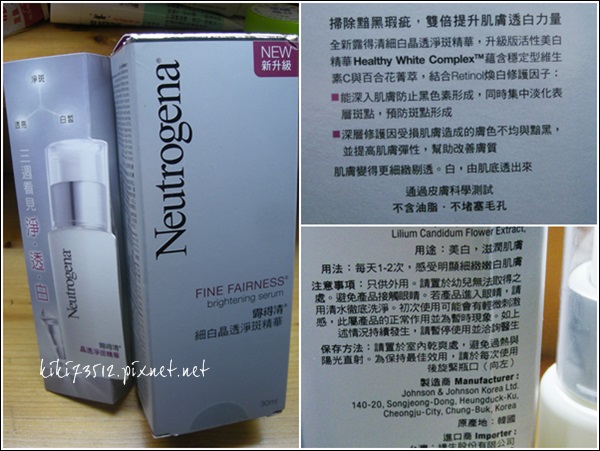 淨斑
透亮
白皙
三週看見
淨·透·白
Neutrogena®
露得清®
晶透淨斑精華
Neutrogena®
NEW
新升級
FINE FAIRNESS®
brightening serum
露得清®
細白晶透淨斑精華
30ml
kiki73512.pixnet.net
掃除黯黑瑕疵，雙倍提升肌膚透白力量
全新露得清細白晶透淨斑精華，升級版活性美白
精華Healthy White Complex™蘊含穩定型維生
素C與百合花菁萃，結合Retinol煥白修護因子：
■能深入肌膚防止黑色素形成，同時集中淡化表
層斑點，預防斑點形成
■深層修護因受損肌膚造成的膚色不均與黯黑，
並提高肌膚彈性，幫助改善膚質
肌膚變得更細緻剔透。白，由肌底透出來
通過皮膚科學測試
不含油脂．不堵塞毛孔
Lilium Candidum Flower Extract,
用途：美白，滋潤肌膚
用法：每天1-2次，感受明顯細緻嫩白肌膚
注意事項：只供外用。請置於幼兒無法取得之
處。避免產品接觸眼睛。若產品進入眼睛，請
用清水徹底洗淨。初次使用可能會有輕微刺激
感，此屬產品的正常作用並為暫時現象。如上
述情況持續發生，請暫停使用並洽詢醫生
保存方法：請置於室內乾爽處，避免過熱與
陽光直射。為保持最佳效用，請於每次使用
後旋緊瓶口（向左）
製造商 Manufacturer :
Johnson & Johnson Korea Ltd.
140-20, Songjeong-Dong, Heungduck-Ku,
Cheongju-City, Chung-Buk, Korea
原產地：韓國
進口商 Importer :